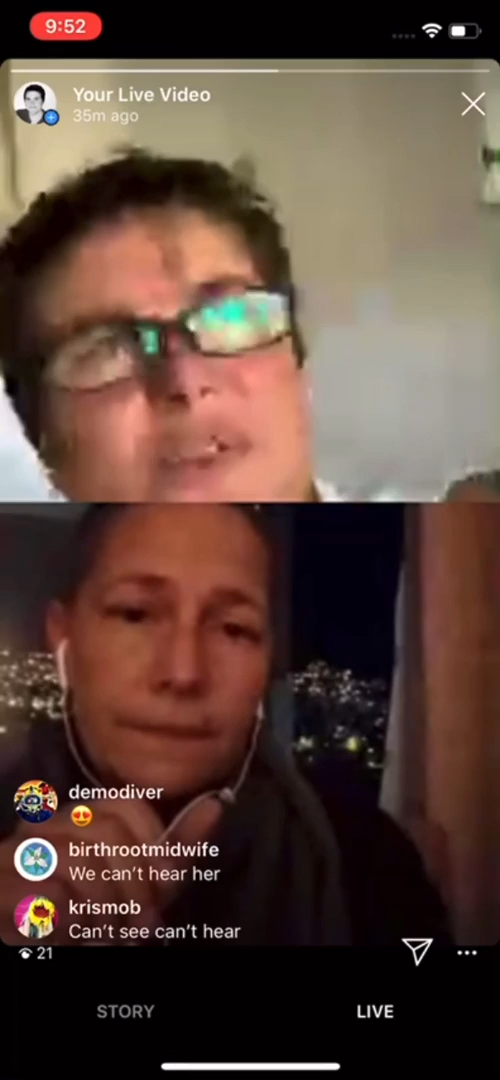 9:52
Your Live Video
35m ago
demodiver
😍
birthrootmidwife
We can’t hear her
krismob
Can’t see can’t hear
21
STORY
LIVE